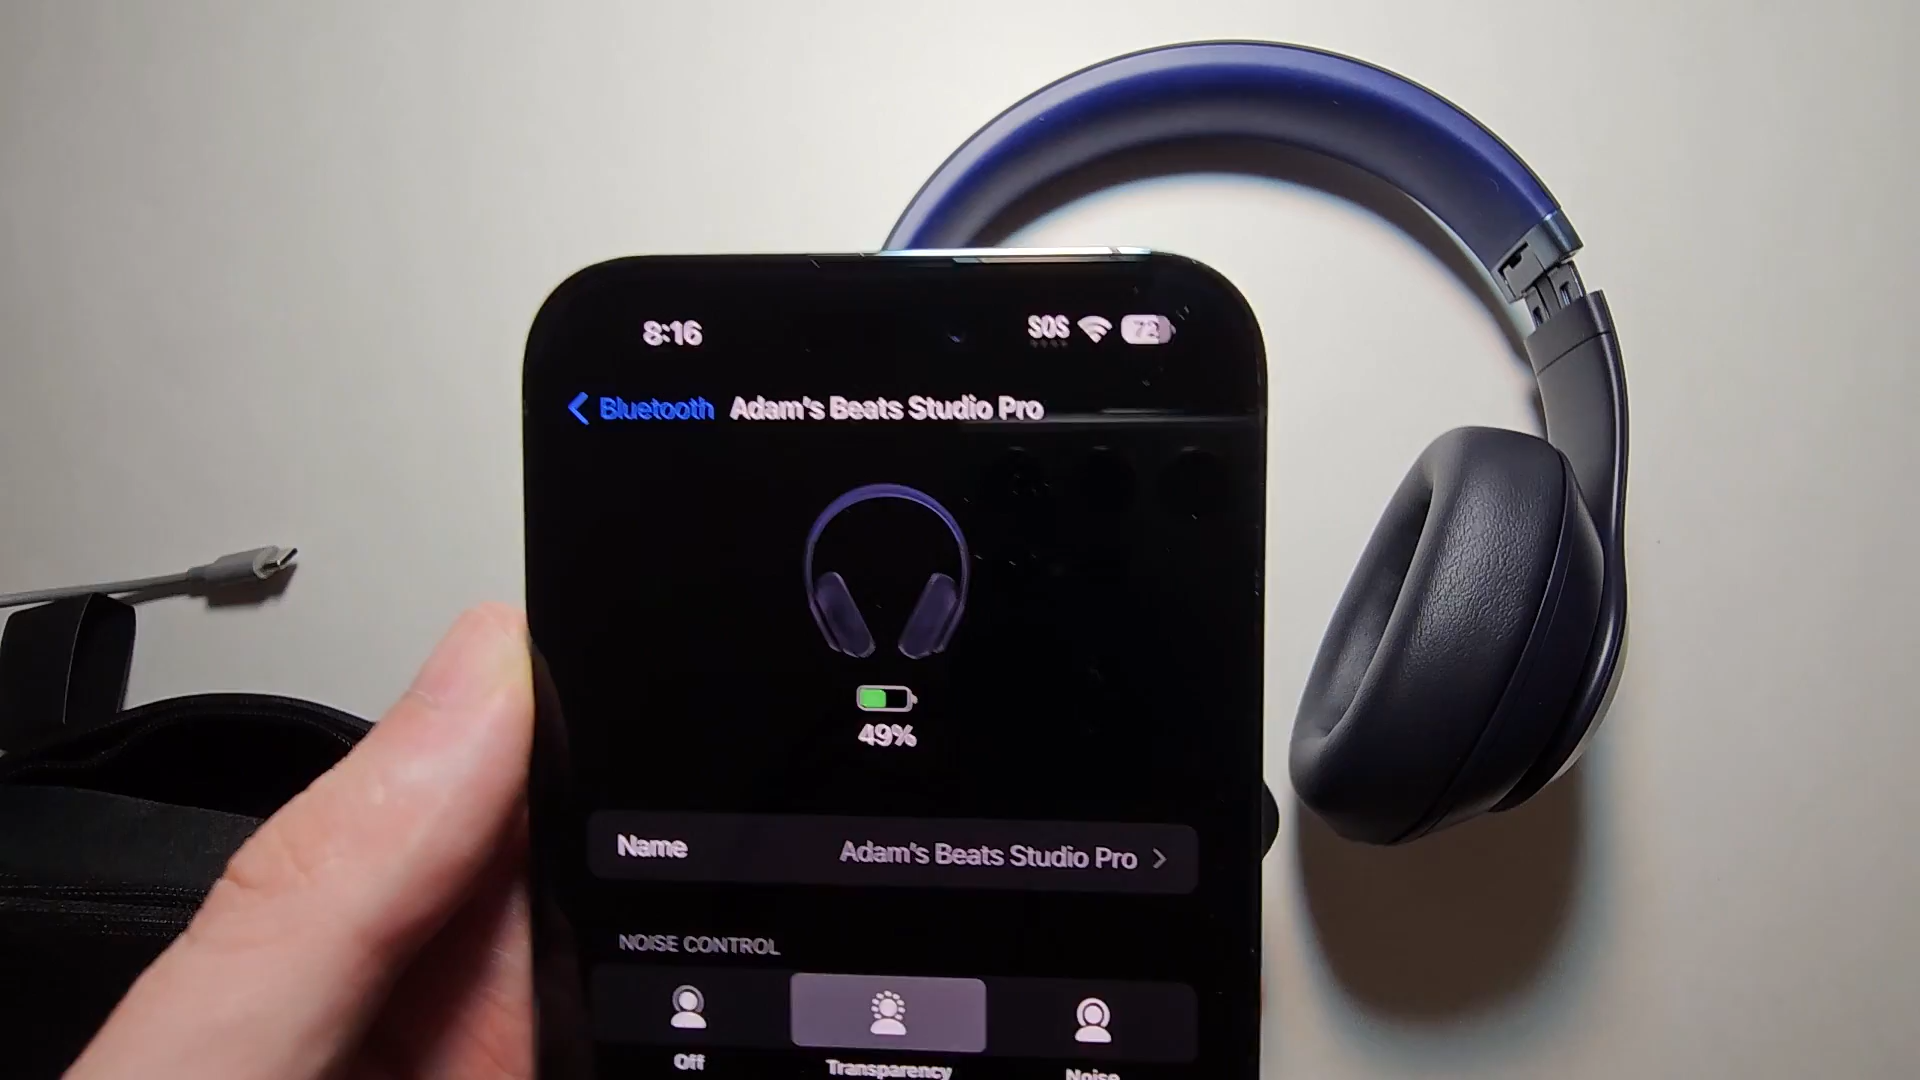 8:16 SOS 72
Bluetooth Adam's Beats Studio Pro
49%
Name Adam's Beats Studio Pro
NOISE CONTROL
Off Transparency Noise